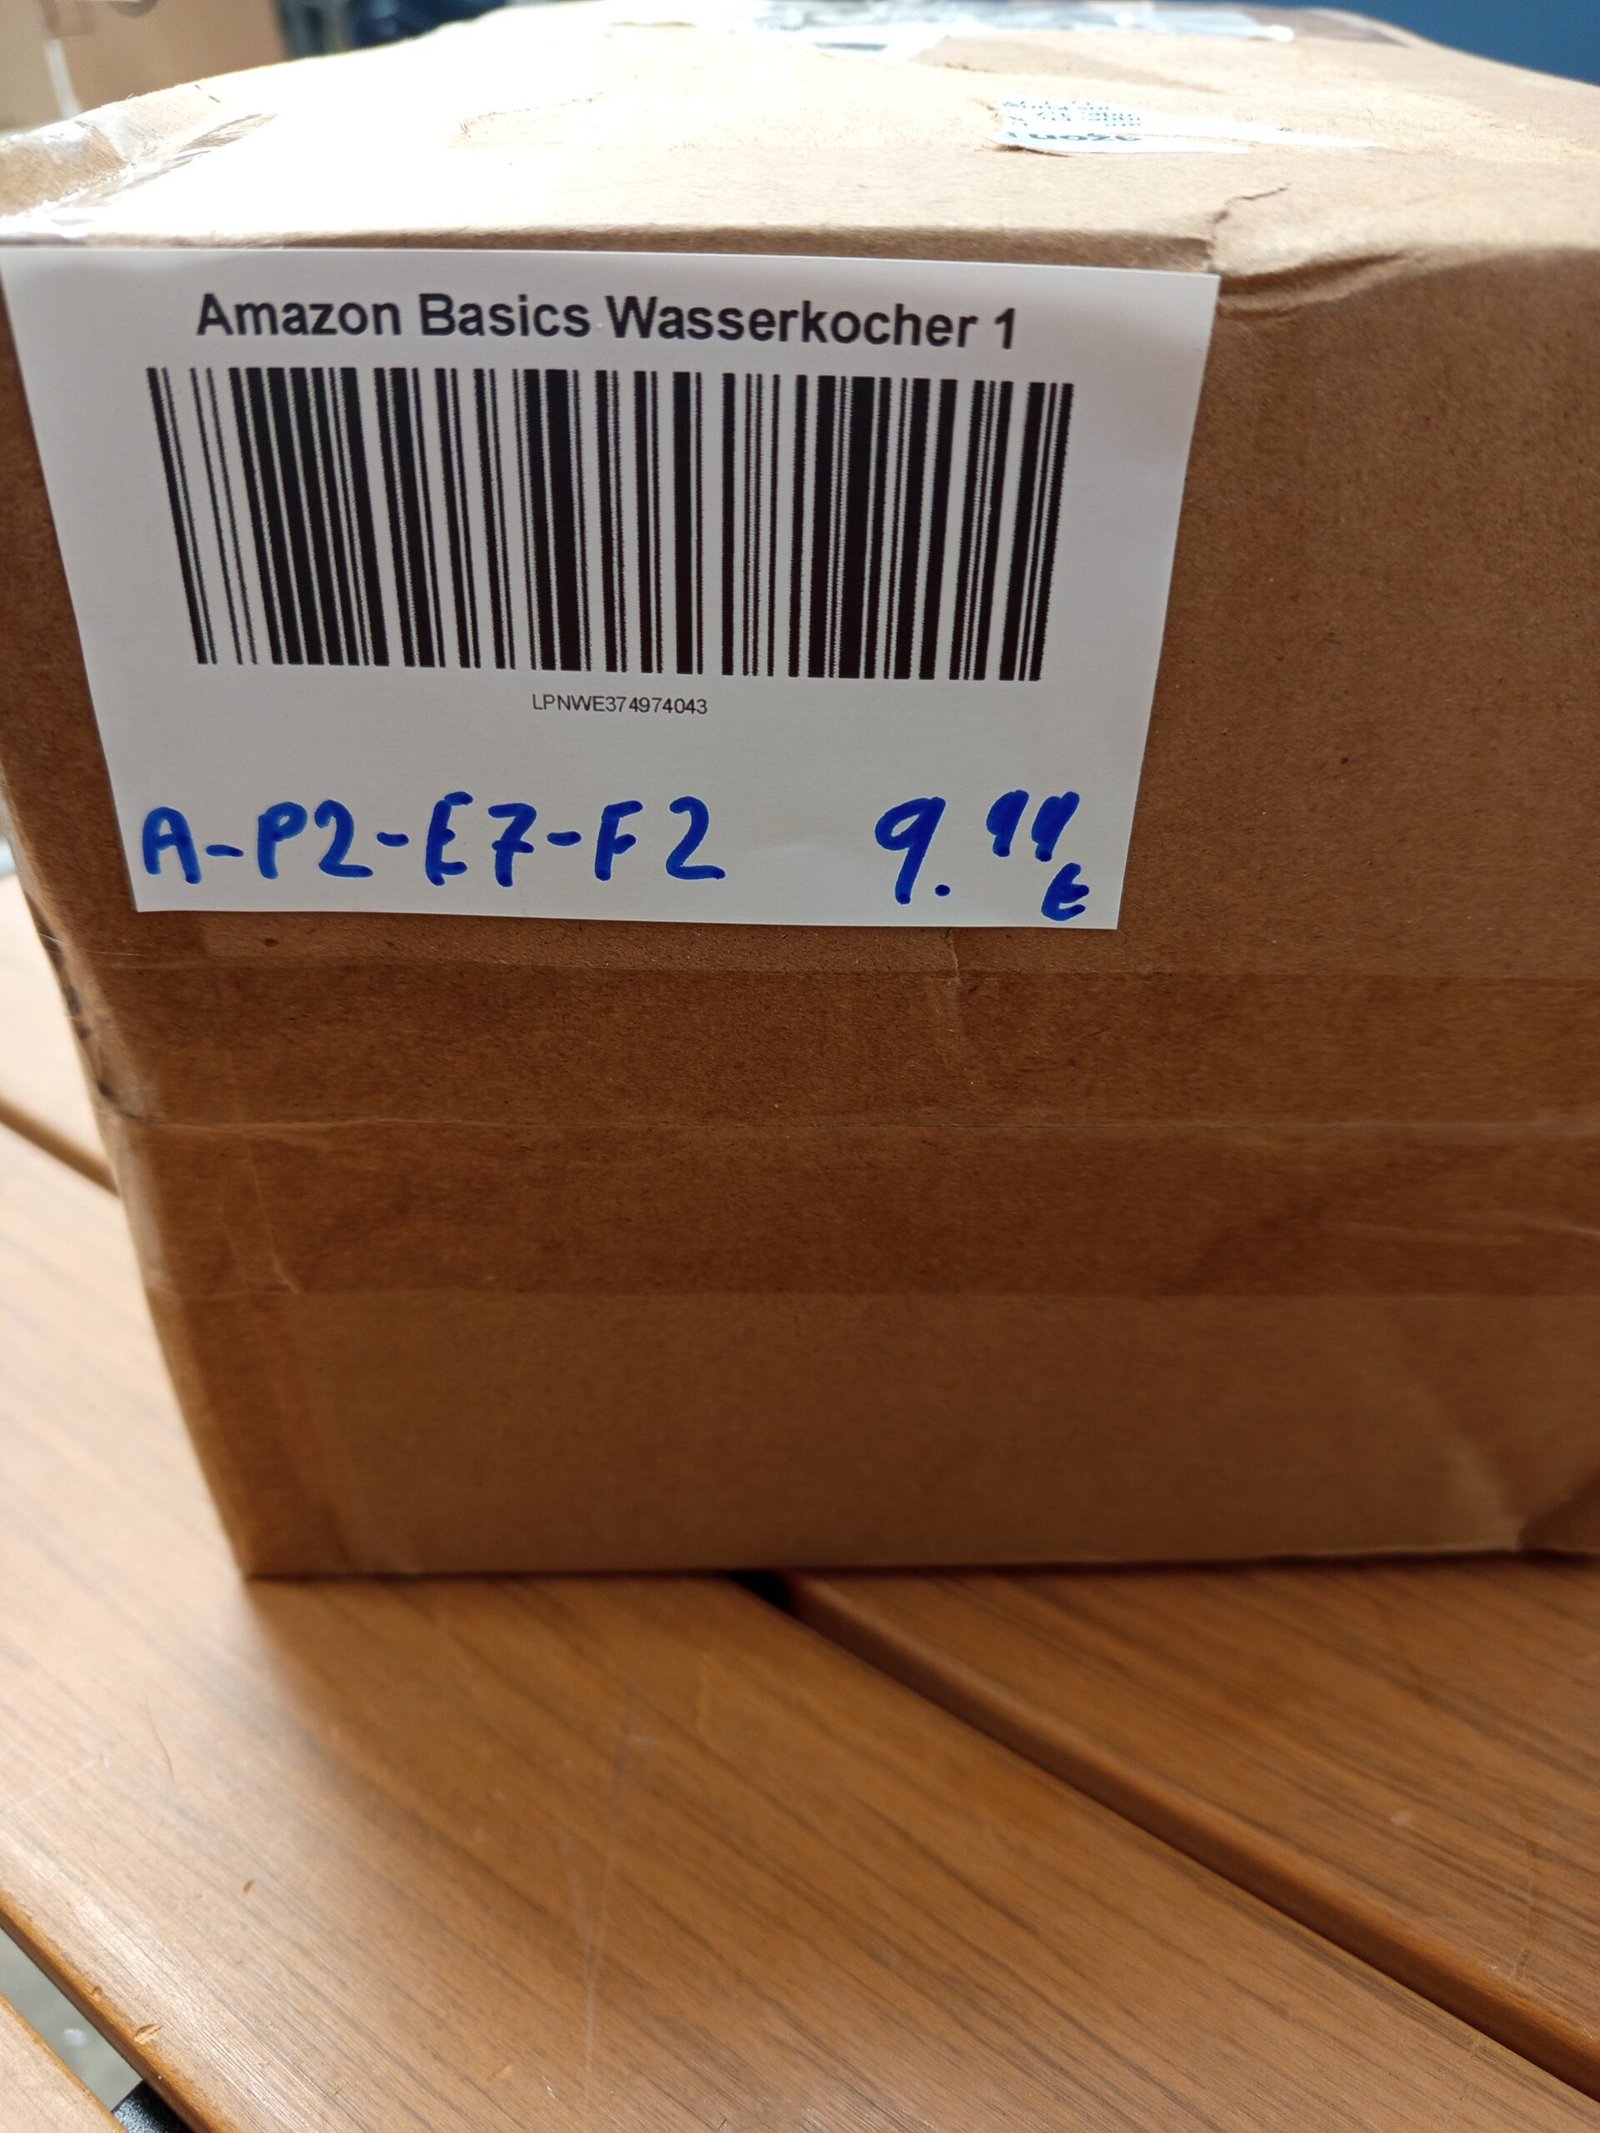 Amazon Basics Wasserkocher 1
LPNWE374974043
A-P2-E7-F2 9.99 €